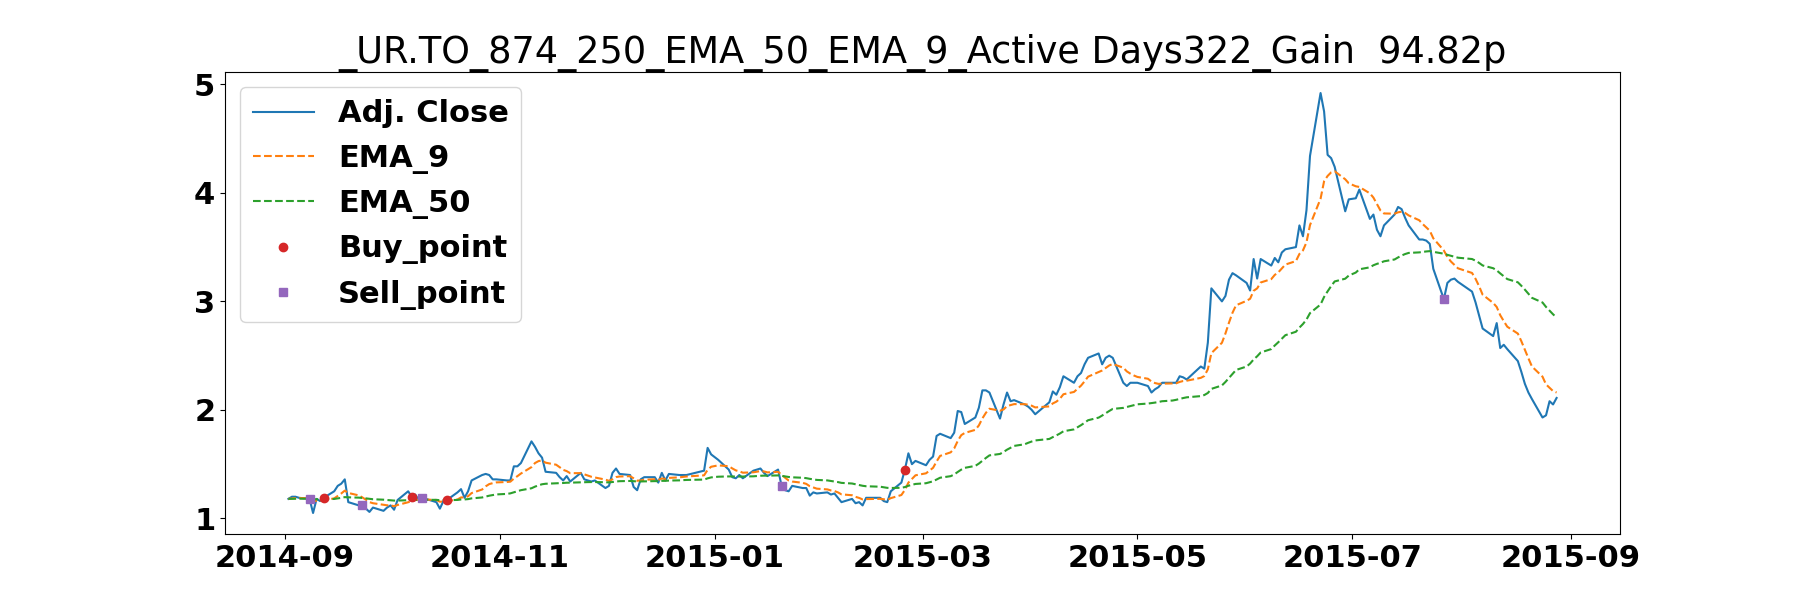 _UR.TO_874_250_EMA_50_EMA_9_Active Days322_Gain  94.82p
5
4
3
2
1
Adj. Close
EMA_9
EMA_50
Buy_point
Sell_point
2014-09 2014-11 2015-01 2015-03 2015-05 2015-07 2015-09